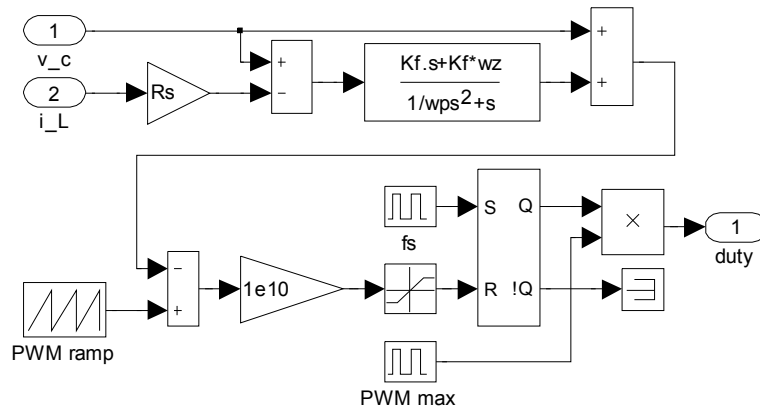 1
v_c
+
+
+
−
Kf.s+Kf*wz
1/wps²+s
2
i_L
Rs
−
+
1e10
PWM ramp
fs
S Q
R !Q
PWM max
×
1
duty